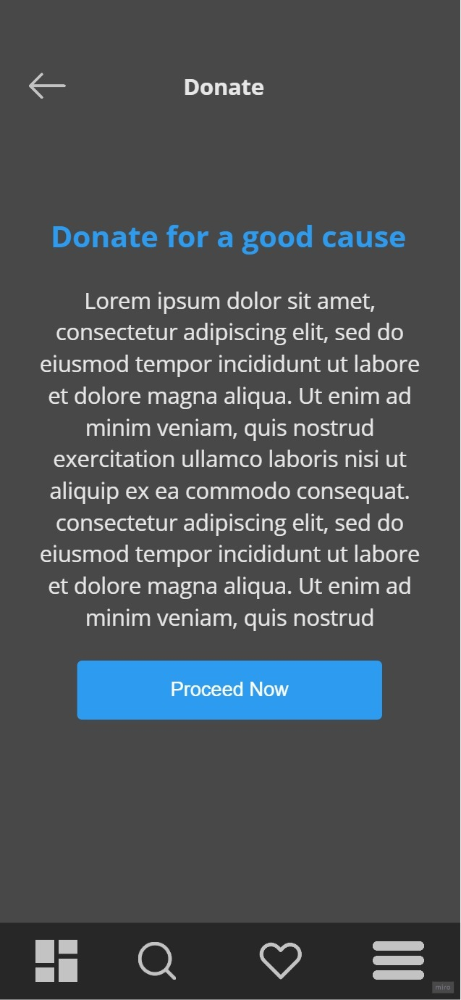 Donate
Donate for a good cause
Lorem ipsum dolor sit amet,
consectetur adipiscing elit, sed do
eiusmod tempor incididunt ut labore
et dolore magna aliqua. Ut enim ad
minim veniam, quis nostrud
exercitation ullamco laboris nisi ut
aliquip ex ea commodo consequat.
consectetur adipiscing elit, sed do
eiusmod tempor incididunt ut labore
et dolore magna aliqua. Ut enim ad
minim veniam, quis nostrud
Proceed Now
miro